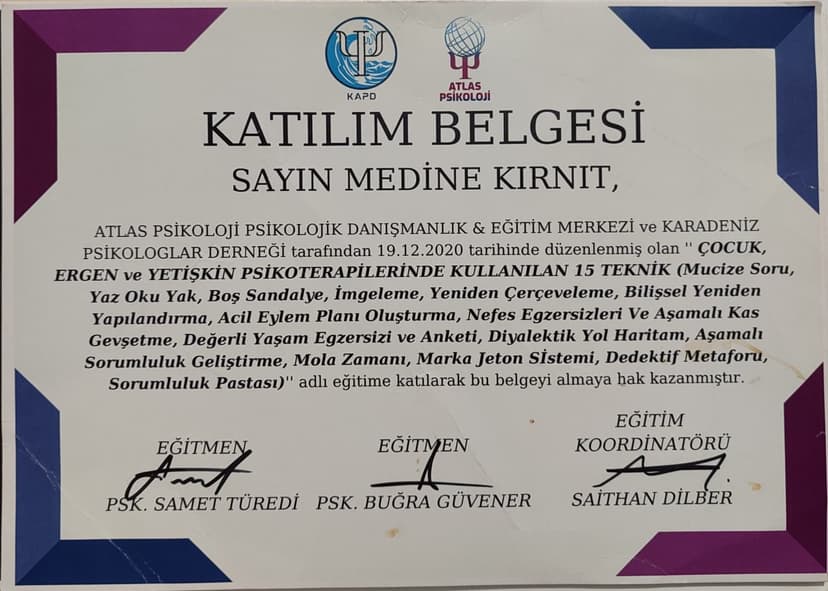 KAPD
ATLAS
PSİKOLOJİ
KATILIM BELGESİ
SAYIN MEDİNE KIRNIT,
ATLAS PSİKOLOJİ PSİKOLOJİK DANIŞMANLIK & EĞİTİM MERKEZİ ve KARADENİZ
PSİKOLOGLAR DERNEĞİ tarafından 19.12.2020 tarihinde düzenlenmiş olan '' ÇOCUK,
ERGEN ve YETİŞKİN PSİKOTERAPİLERİNDE KULLANILAN 15 TEKNİK (Mucize Soru,
Yaz Oku Yak, Boş Sandalye, İmgeleme, Yeniden Çerçeveleme, Bilişsel Yeniden
Yapılandırma, Acil Eylem Planı Oluşturma, Nefes Egzersizleri Ve Aşamalı Kas
Gevşetme, Değerli Yaşam Egzersizi ve Anketi, Diyalektik Yol Haritam, Aşamalı
Sorumluluk Geliştirme, Mola Zamanı, Marka Jeton Sİstemi, Dedektif Metaforu,
Sorumluluk Pastası)'' adlı eğitime katılarak bu belgeyi almaya hak kazanmıştır.
EĞİTMEN
PSK. SAMET TÜREDİ
EĞİTMEN
PSK. BUĞRA GÜVENER
EĞİTİM
KOORDİNATÖRÜ
SAİTHAN DİLBER